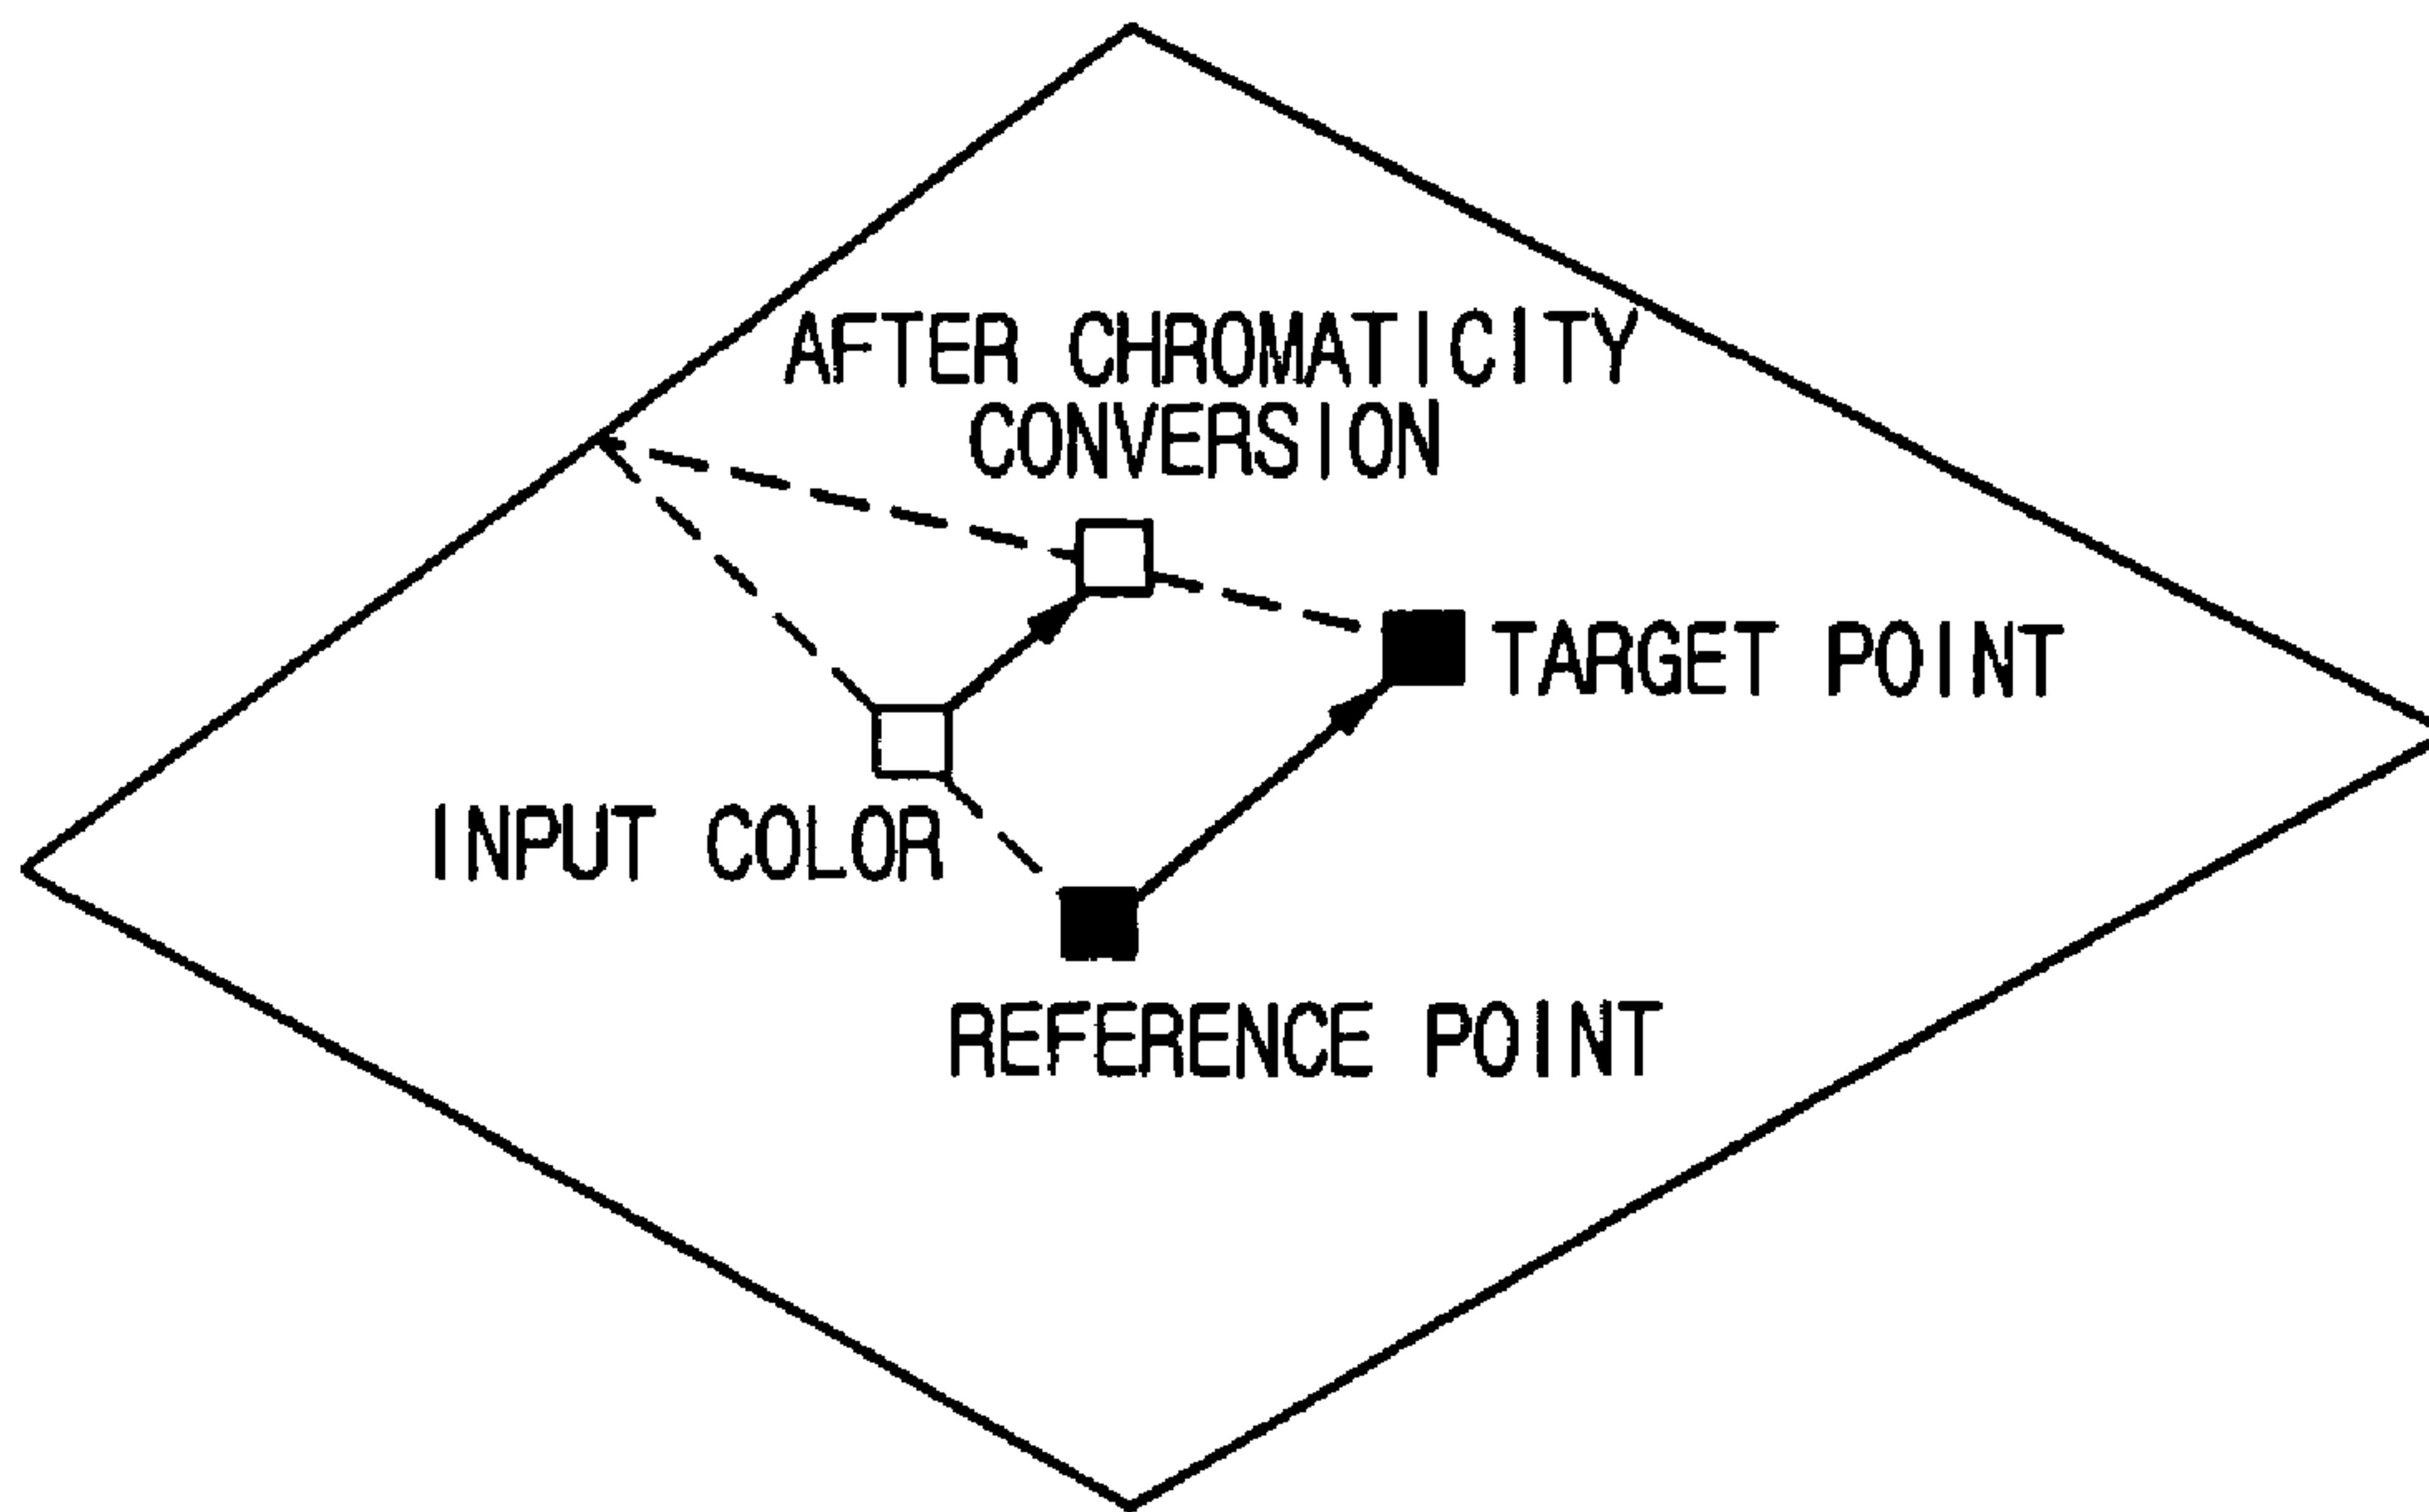 AFTER CHROMATICITY
CONVERSION
TARGET POINT
INPUT COLOR
REFERENCE POINT